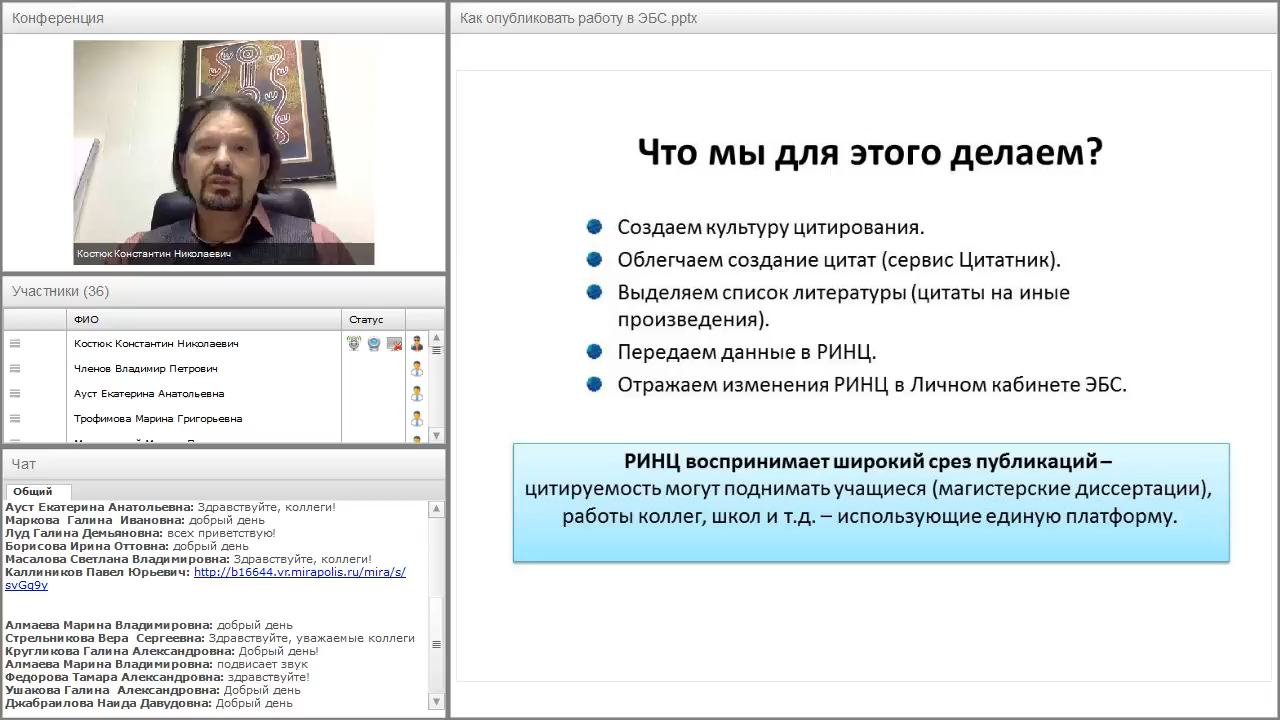 Конференция
Костюк Константин Николаевич
Участники (36)
ФИО
Статус
Костюк Константин Николаевич
Членов Владимир Петрович
Ауст Екатерина Анатольевна
Трофимова Марина Григорьевна
Чат
Общий
Ауст Екатерина Анатольевна: Здравствуйте, коллеги!
Маркова Галина Ивановна: добрый день
Луд Галина Демьяновна: всех приветствую!
Борисова Ирина Оттовна: добрый день
Масалова Светлана Владимировна: Здравствуйте, коллеги!
Каллиников Павел Юрьевич: http://b16644.vr.mirapolis.ru/mira/s/
svGq9y
Алмаева Марина Владимировна: добрый день
Стрельникова Вера Сергеевна: Здравствуйте, уважаемые коллеги
Кругликова Галина Александровна: Добрый день!
Алмаева Марина Владимировна: подвисает звук
Федорова Тамара Александровна: здравствуйте!
Ушакова Галина Александровна: Добрый день
Джабраилова Наида Давудовна: Добрый день
Как опубликовать работу в ЭБС.pptx
Что мы для этого делаем?
Создаем культуру цитирования.
Облегчаем создание цитат (сервис Цитатник).
Выделяем список литературы (цитаты на иные
произведения).
Передаем данные в РИНЦ.
Отражаем изменения РИНЦ в Личном кабинете ЭБС.
РИНЦ воспринимает широкий срез публикаций –
цитируемость могут поднимать учащиеся (магистерские диссертации),
работы коллег, школ и т.д. – использующие единую платформу.